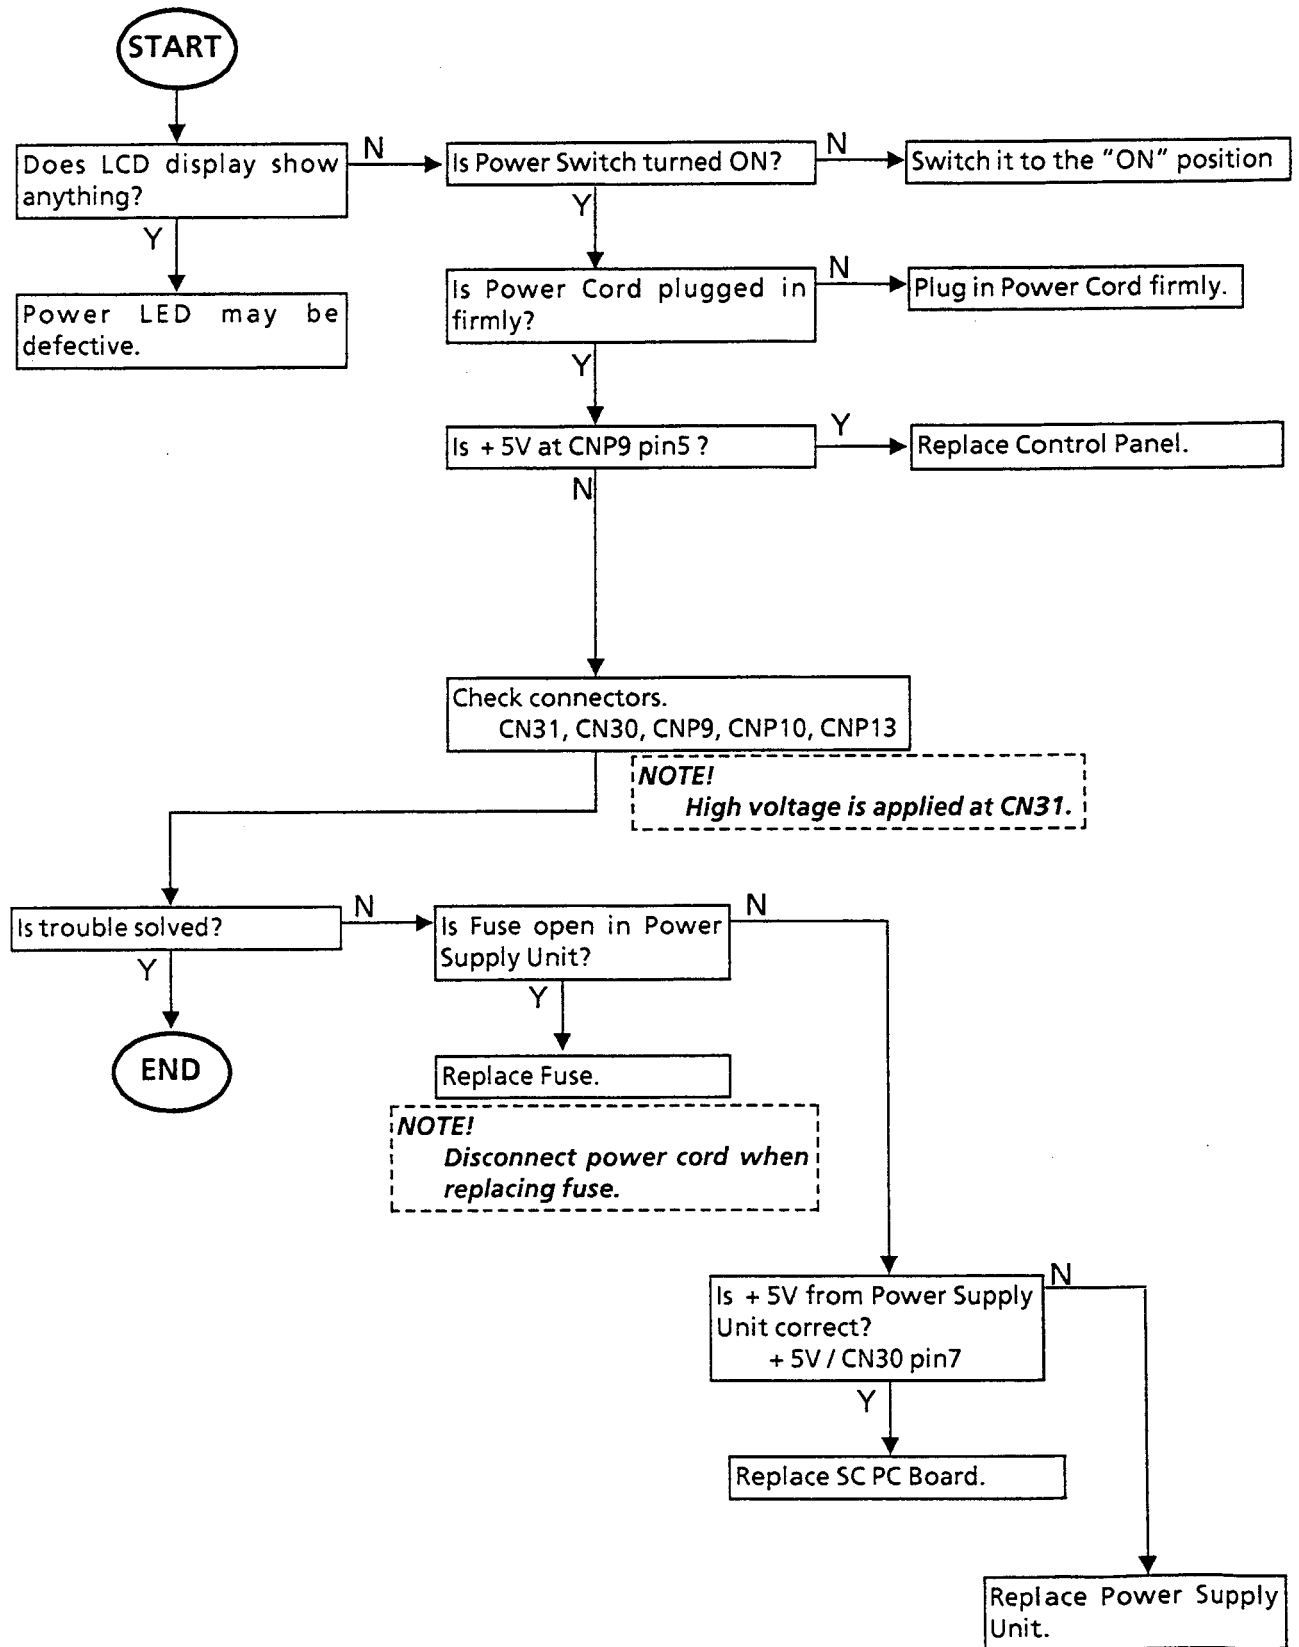 START
Does LCD display show
anything?
N
Is Power Switch turned ON?
N
Switch it to the "ON" position
Y
Y
Power LED may be
defective.
Is Power Cord plugged in
firmly?
N
Plug in Power Cord firmly.
Y
Is + 5V at CNP9 pin5 ?
Y
Replace Control Panel.
N
Check connectors.
CN31, CN30, CNP9, CNP10, CNP13
NOTE!
High voltage is applied at CN31.
Is trouble solved?
N
Is Fuse open in Power
Supply Unit?
N
Y
END
Y
Replace Fuse.
NOTE!
Disconnect power cord when
replacing fuse.
Is + 5V from Power Supply
Unit correct?
+ 5V / CN30 pin7
N
Y
Replace SC PC Board.
Replace Power Supply
Unit.